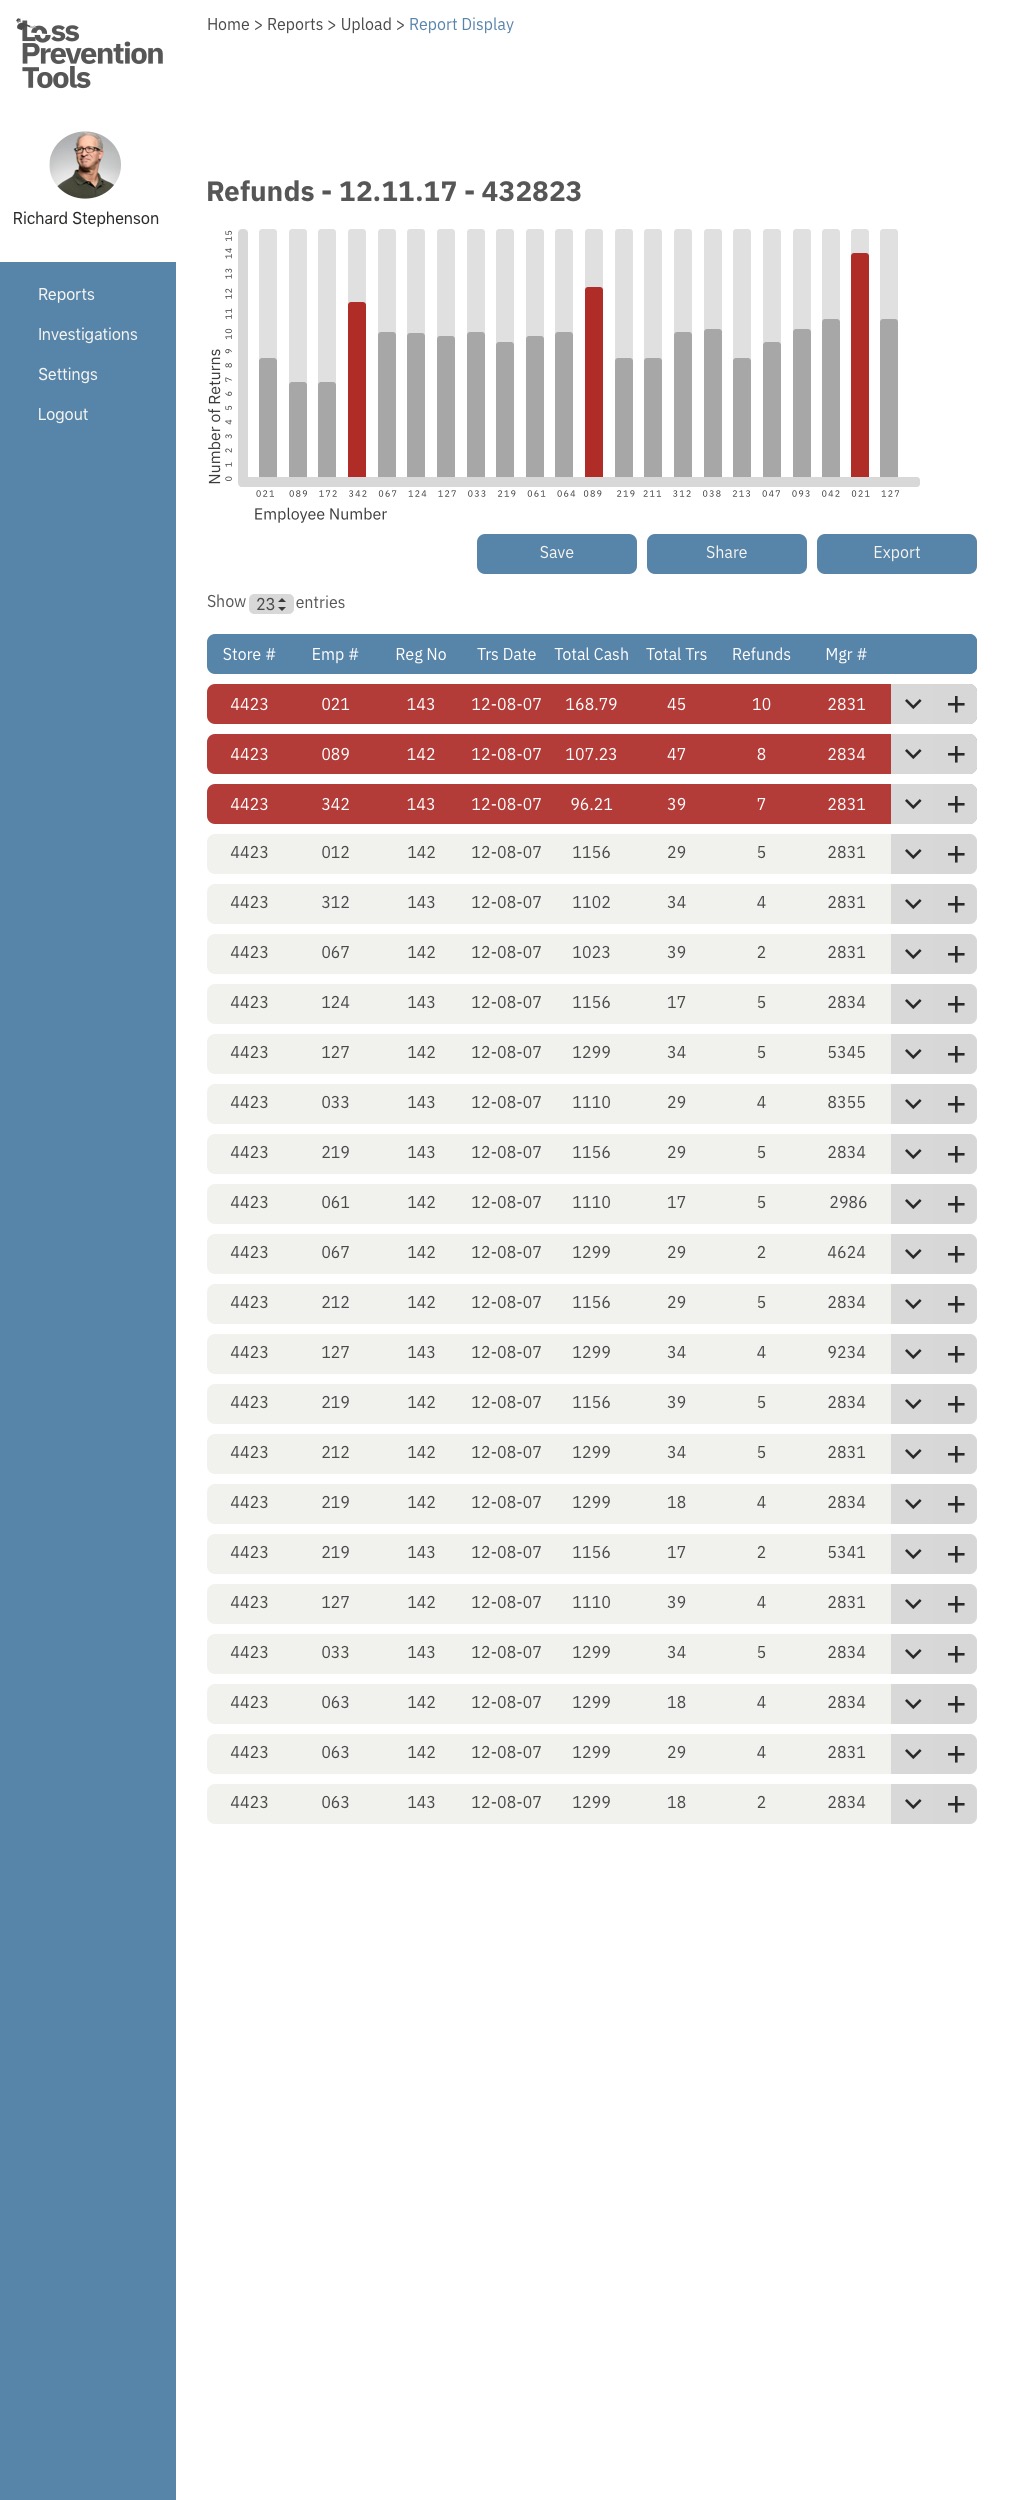 Loss
Prevention
Tools
Home > Reports > Upload > Report Display
Richard Stephenson
Reports
Investigations
Settings
Logout
Refunds - 12.11.17 - 432823
Number of Returns
0 1 2 3 4 5 6 7 8 9 10 11 12 13 14 15
021 089 172 342 067 124 127 033 219 061 064 089 219 211 312 038 213 047 093 042 021 127
Employee Number
Save Share Export
Show 23 entries
Store # Emp # Reg No Trs Date Total Cash Total Trs Refunds Mgr #
4423 021 143 12-08-07 168.79 45 10 2831
4423 089 142 12-08-07 107.23 47 8 2834
4423 342 143 12-08-07 96.21 39 7 2831
4423 012 142 12-08-07 1156 29 5 2831
4423 312 143 12-08-07 1102 34 4 2831
4423 067 142 12-08-07 1023 39 2 2831
4423 124 143 12-08-07 1156 17 5 2834
4423 127 142 12-08-07 1299 34 5 5345
4423 033 143 12-08-07 1110 29 4 8355
4423 219 143 12-08-07 1156 29 5 2834
4423 061 142 12-08-07 1110 17 5 2986
4423 067 142 12-08-07 1299 29 2 4624
4423 212 142 12-08-07 1156 29 5 2834
4423 127 143 12-08-07 1299 34 4 9234
4423 219 142 12-08-07 1156 39 5 2834
4423 212 142 12-08-07 1299 34 5 2831
4423 219 142 12-08-07 1299 18 4 2834
4423 219 143 12-08-07 1156 17 2 5341
4423 127 142 12-08-07 1110 39 4 2831
4423 033 143 12-08-07 1299 34 5 2834
4423 063 142 12-08-07 1299 18 4 2834
4423 063 142 12-08-07 1299 29 4 2831
4423 063 143 12-08-07 1299 18 2 2834